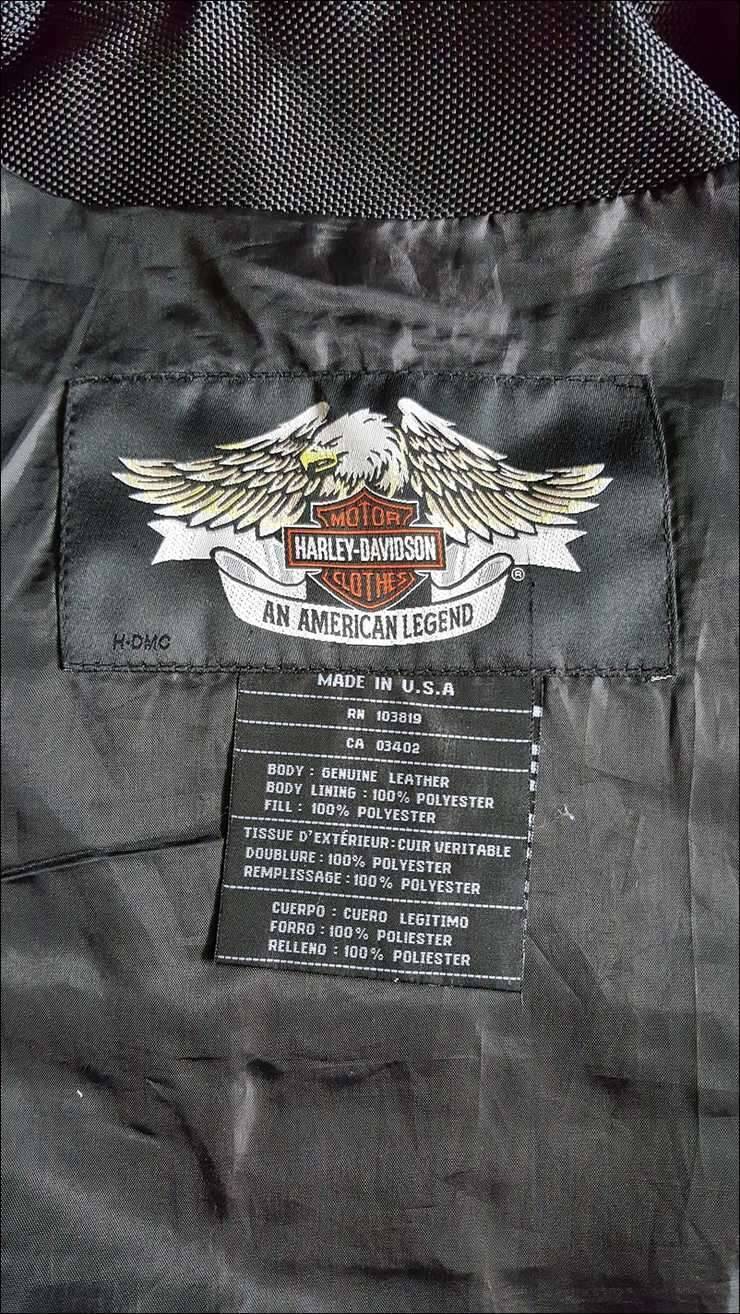 MOTOR
HARLEY-DAVIDSON
CLOTHES
®
AN AMERICAN LEGEND
H-DMC
MADE IN U.S.A
RN 103819
CA 03402
BODY : GENUINE LEATHER
BODY LINING : 100% POLYESTER
FILL : 100% POLYESTER
TISSUE D'EXTÉRIEUR : CUIR VERITABLE
DOUBLURE : 100% POLYESTER
REMPLISSAGE : 100% POLYESTER
CUERPO : CUERO LEGITIMO
FORRO : 100% POLIESTER
RELLENO : 100% POLIESTER